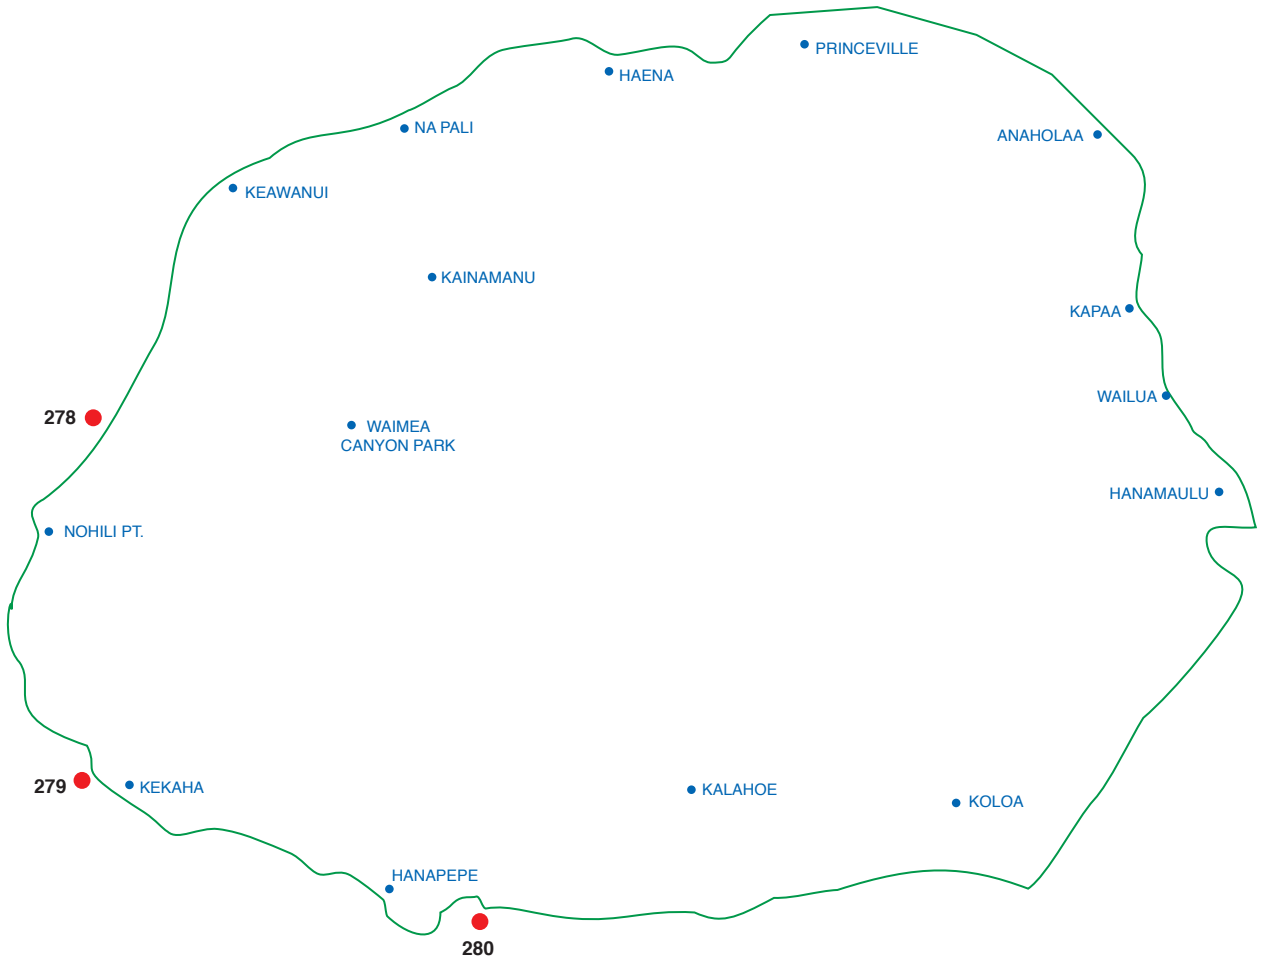 PRINCEVILLE
HAENA
NA PALI
ANAHOLAA
KEAWANUI
KAINAMANU
KAPAA
WAILUA
278
WAIMEA
CANYON PARK
HANAMAULU
NOHILI PT.
279
KEKAHA
KALAHOE
KOLOA
HANAPEPE
280